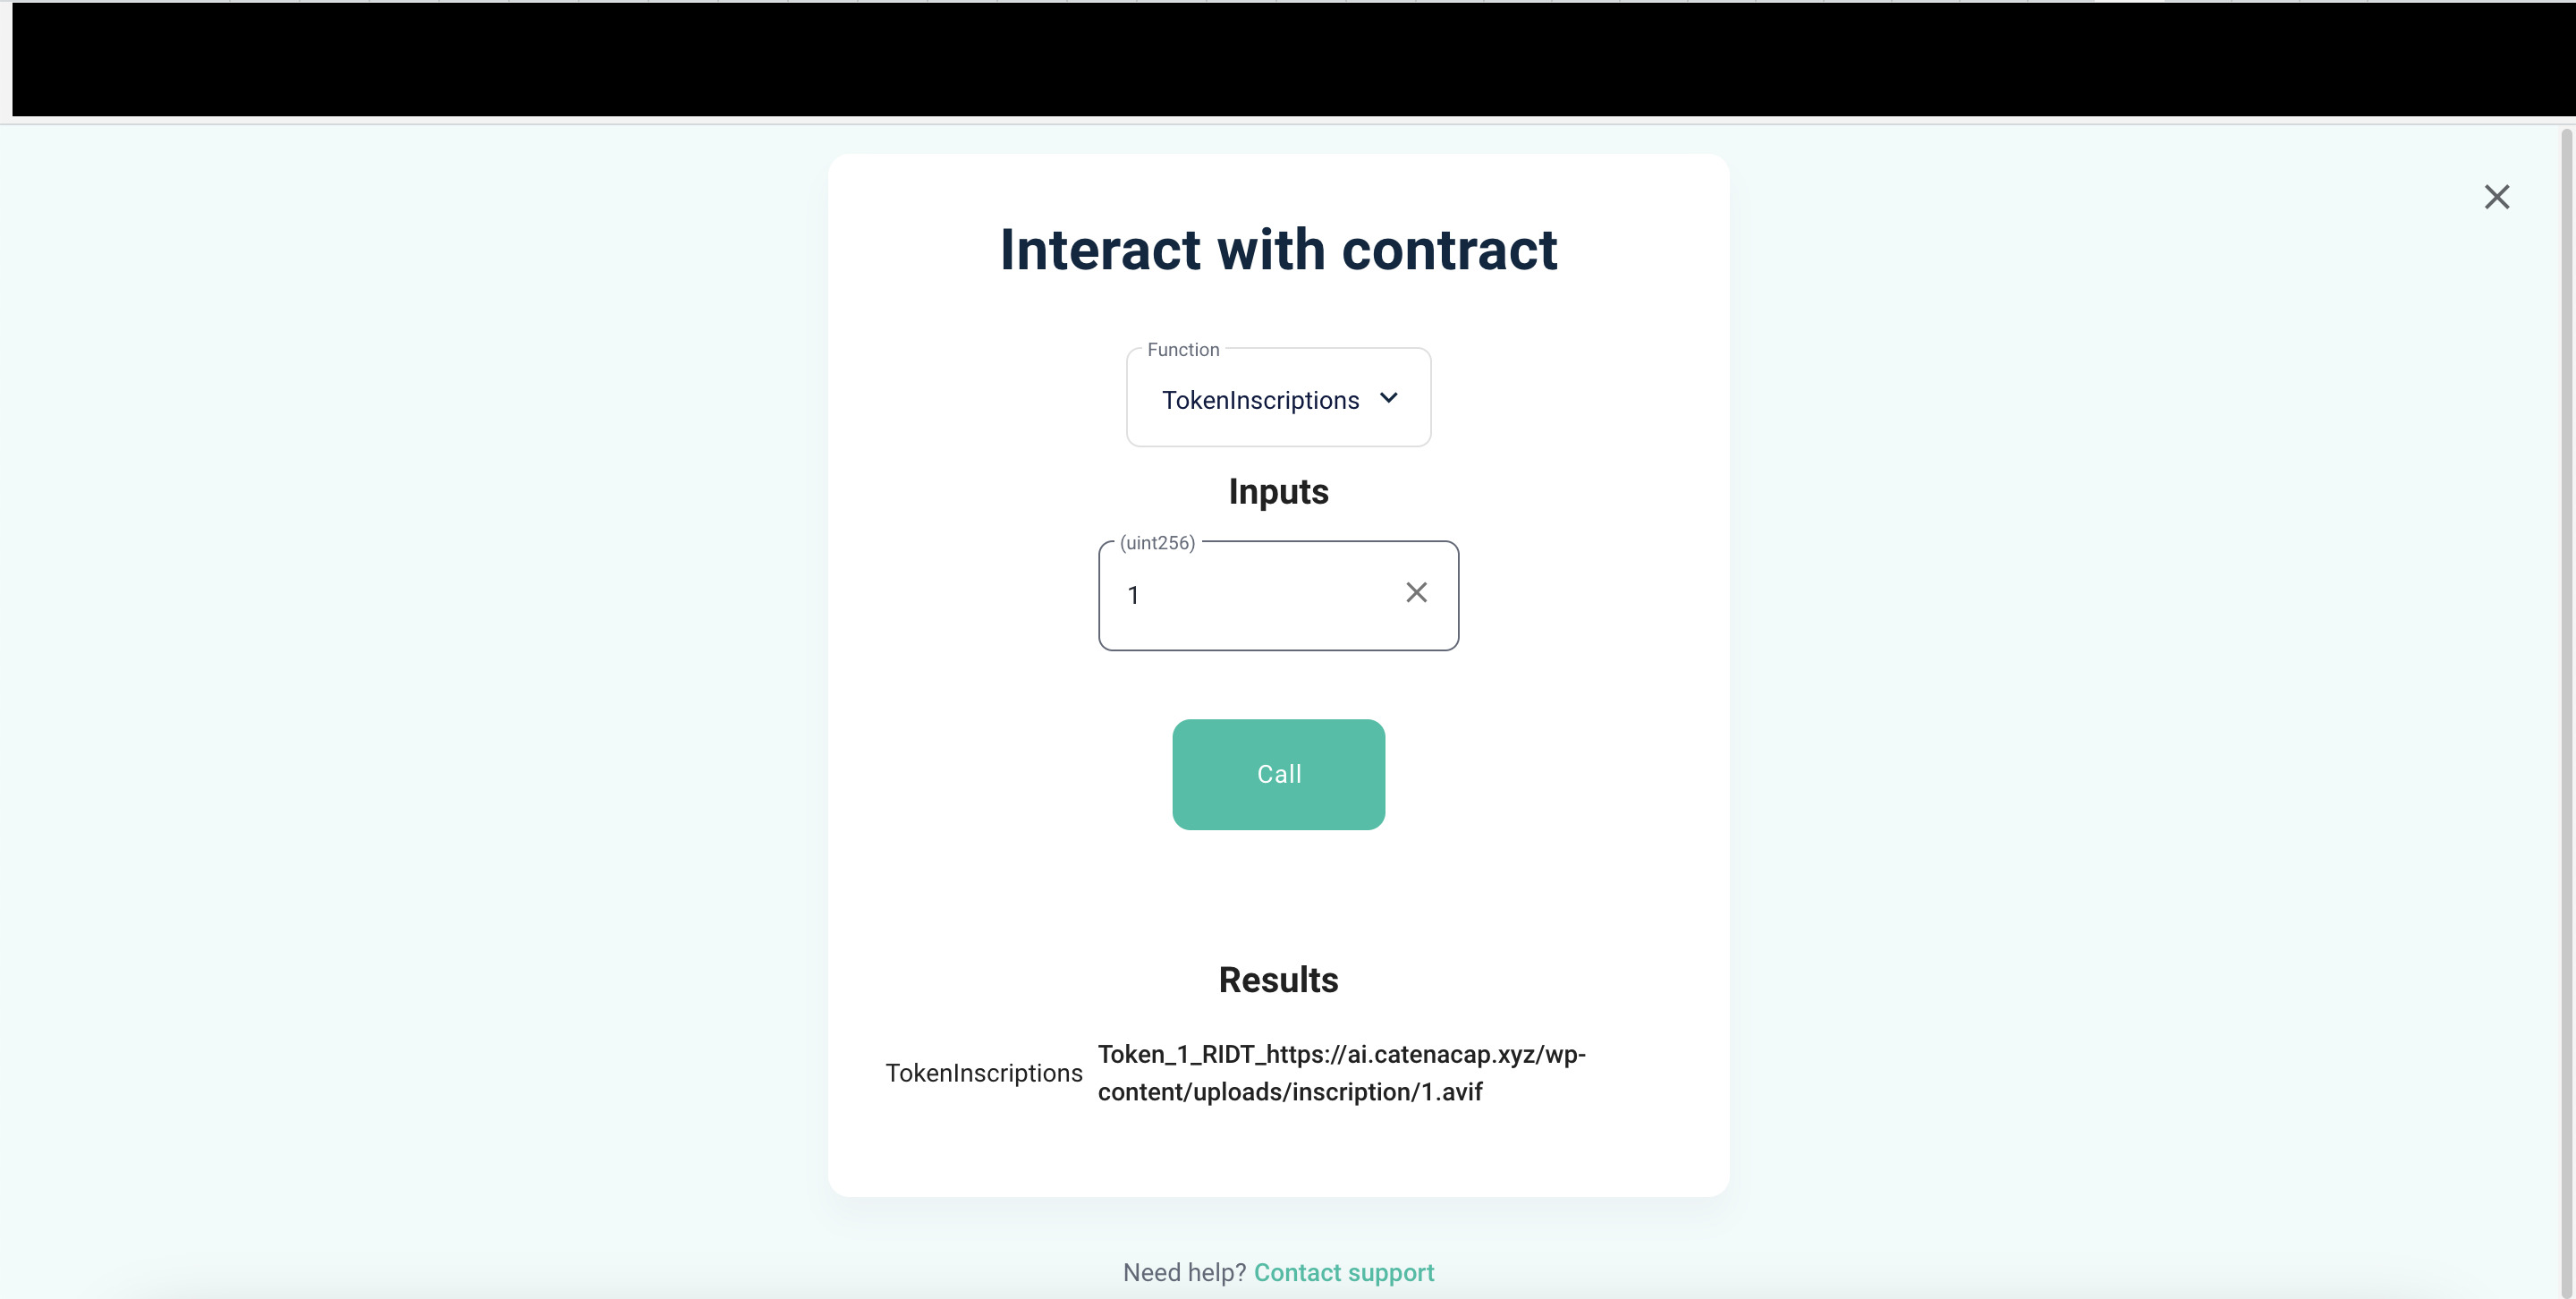 Interact with contract
Function
TokenInscriptions
Inputs
(uint256)
1
Call
Results
TokenInscriptions
Token_1_RIDT_https://ai.catenacap.xyz/wp-
content/uploads/inscription/1.avif
Need help? Contact support